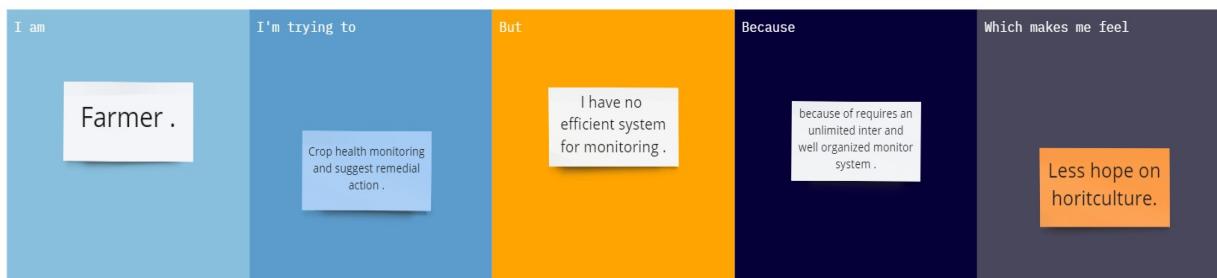 I am
Farmer .
I'm trying to
Crop health monitoring
and suggest remedial
action .
But
I have no
efficient system
for monitoring .
Because
because of requires an
unlimited inter and
well organized monitor
system .
Which makes me feel
Less hope on
horitculture.